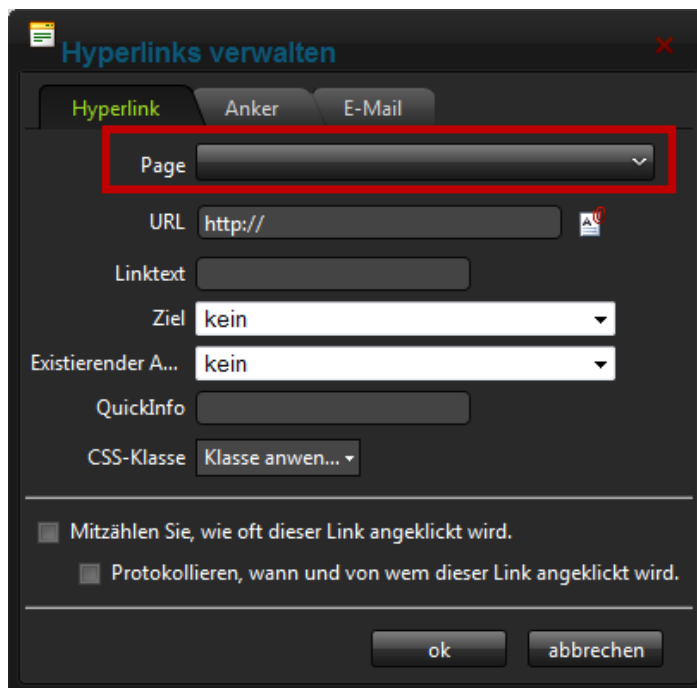 Hyperlinks verwalten
Hyperlink Anker E-Mail
Page
URL http://
Linktext
Ziel kein
Existierender A... kein
QuickInfo
CSS-Klasse Klasse anwen...
Mitzählen Sie, wie oft dieser Link angeklickt wird.
Protokollieren, wann und von wem dieser Link angeklickt wird.
ok abbrechen